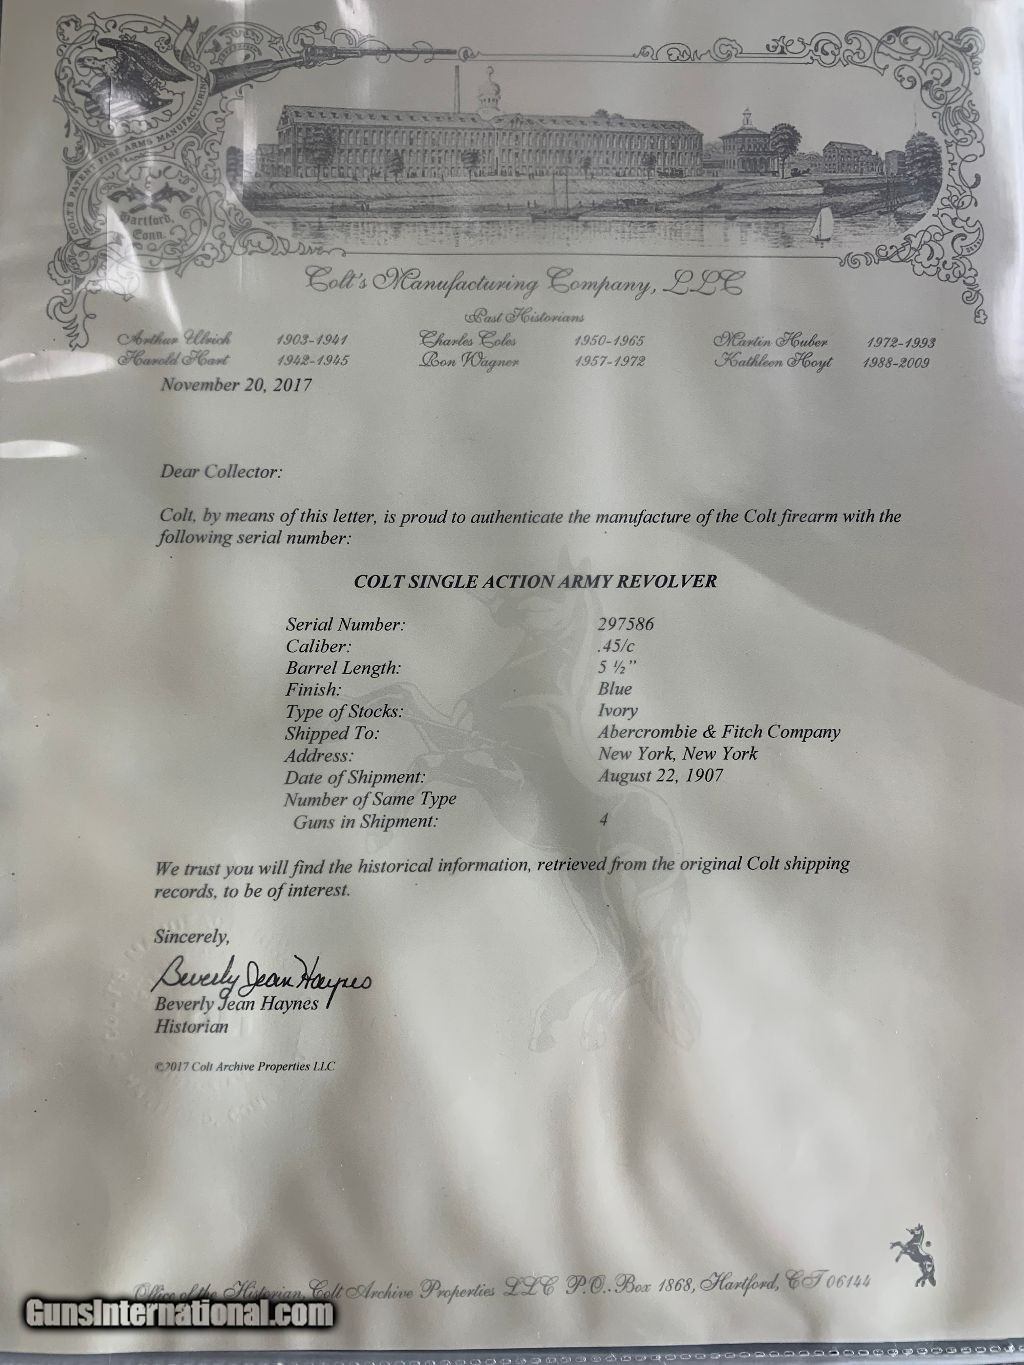 COLT'S PATENT FIRE ARMS MANUFACTURING
Hartford,
Conn.
Colt's Manufacturing Company, LLC
Past Historians
Arthur Ulrich 1903-1941 Charles Coles 1950-1965 Martin Huber 1972-1993
Harold Hart 1942-1945 Ron Wagner 1957-1972 Kathleen Hoyt 1988-2009
November 20, 2017
Dear Collector:
Colt, by means of this letter, is proud to authenticate the manufacture of the Colt firearm with the
following serial number:
COLT SINGLE ACTION ARMY REVOLVER
Serial Number: 297586
Caliber: .45/c
Barrel Length: 5 ½"
Finish: Blue
Type of Stocks: Ivory
Shipped To: Abercrombie & Fitch Company
Address: New York, New York
Date of Shipment: August 22, 1907
Number of Same Type
Guns in Shipment: 4
We trust you will find the historical information, retrieved from the original Colt shipping
records, to be of interest.
Sincerely,
Beverly Jean Haynes
Beverly Jean Haynes
Historian
©2017 Colt Archive Properties LLC
Office of the Historian, Colt Archive Properties LLC P.O. Box 1868, Hartford, CT 06144
GunsInternational.com